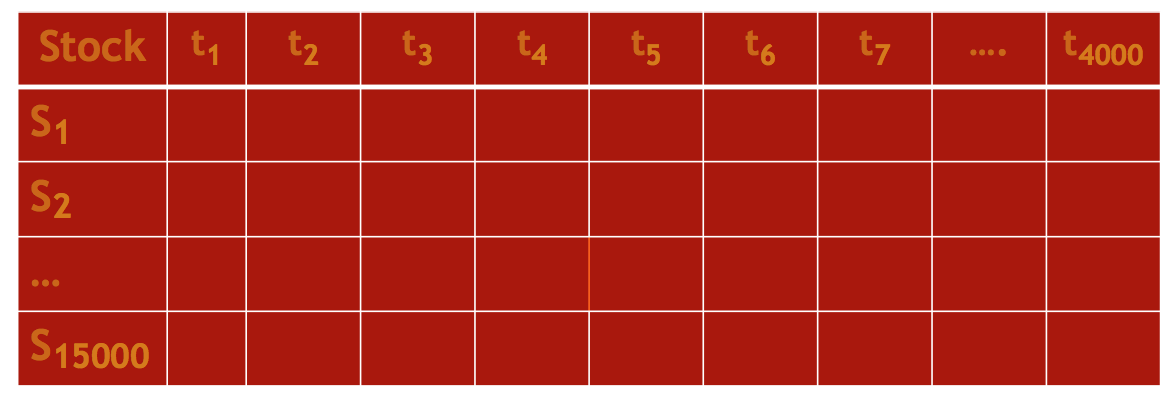 Stock t₁ t₂ t₃ t₄ t₅ t₆ t₇ .... t₄₀₀₀
S₁
S₂
...
S₁₅₀₀₀